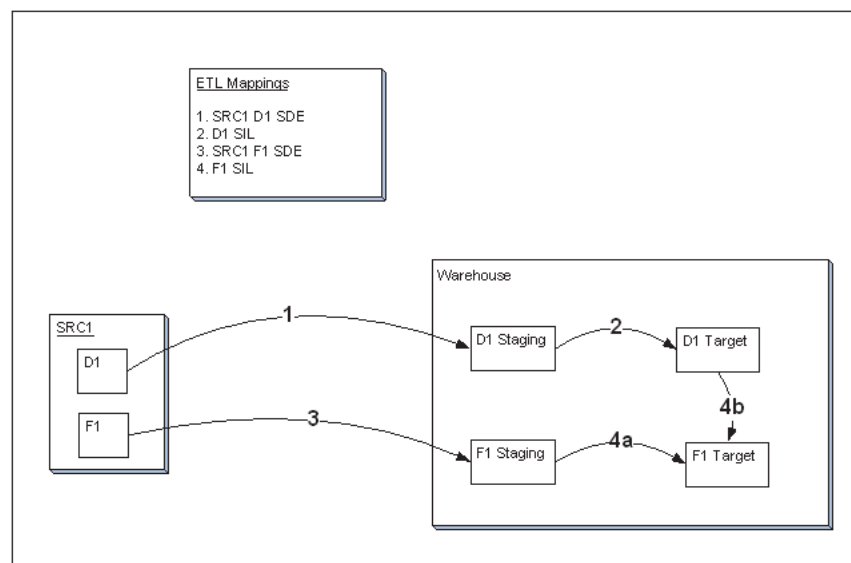 ETL Mappings
1. SRC1 D1 SDE
2. D1 SIL
3. SRC1 F1 SDE
4. F1 SIL
Warehouse
SRC1
D1
F1
1
3
D1 Staging
2
D1 Target
4b
F1 Staging
4a
F1 Target